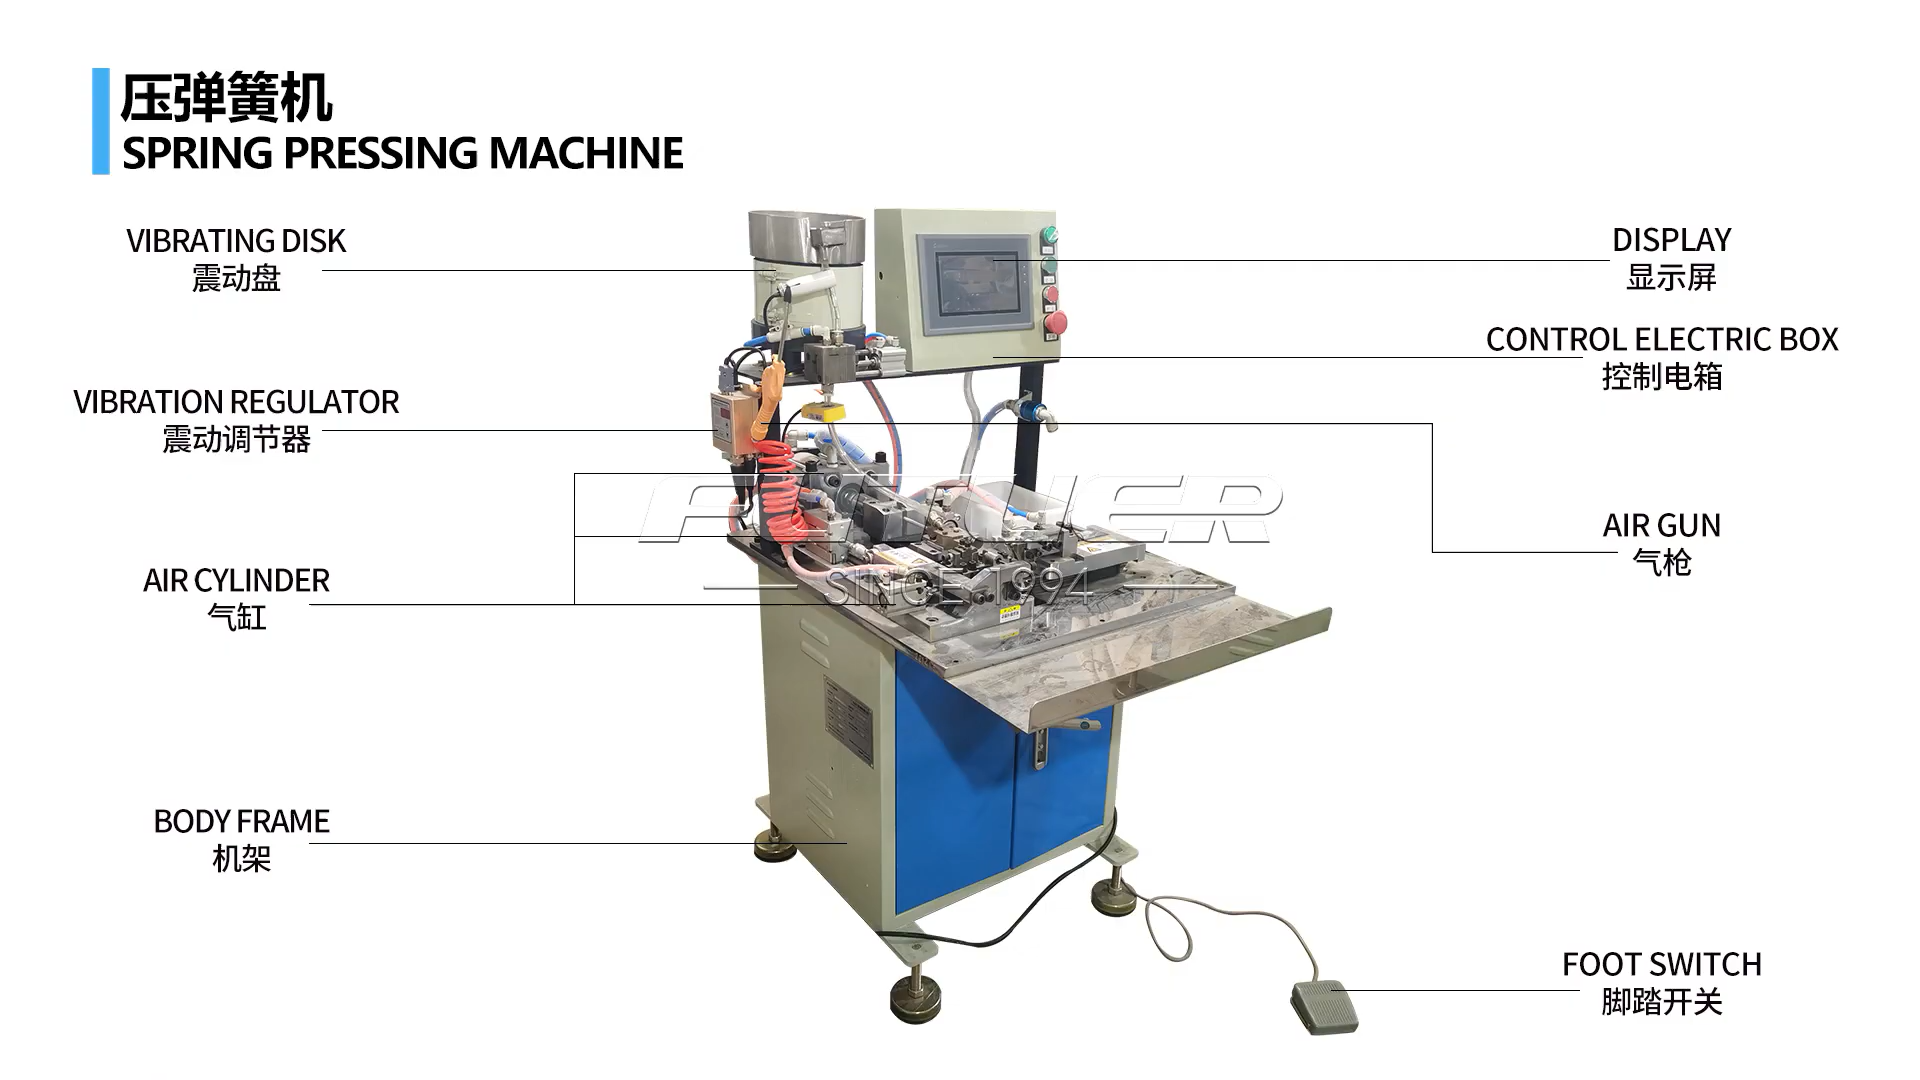 压弹簧机
SPRING PRESSING MACHINE
VIBRATING DISK
震动盘
VIBRATION REGULATOR
震动调节器
AIR CYLINDER
气缸
BODY FRAME
机架
DISPLAY
显示屏
CONTROL ELECTRIC BOX
控制电箱
AIR GUN
气枪
FOOT SWITCH
脚踏开关
SINCE 1994